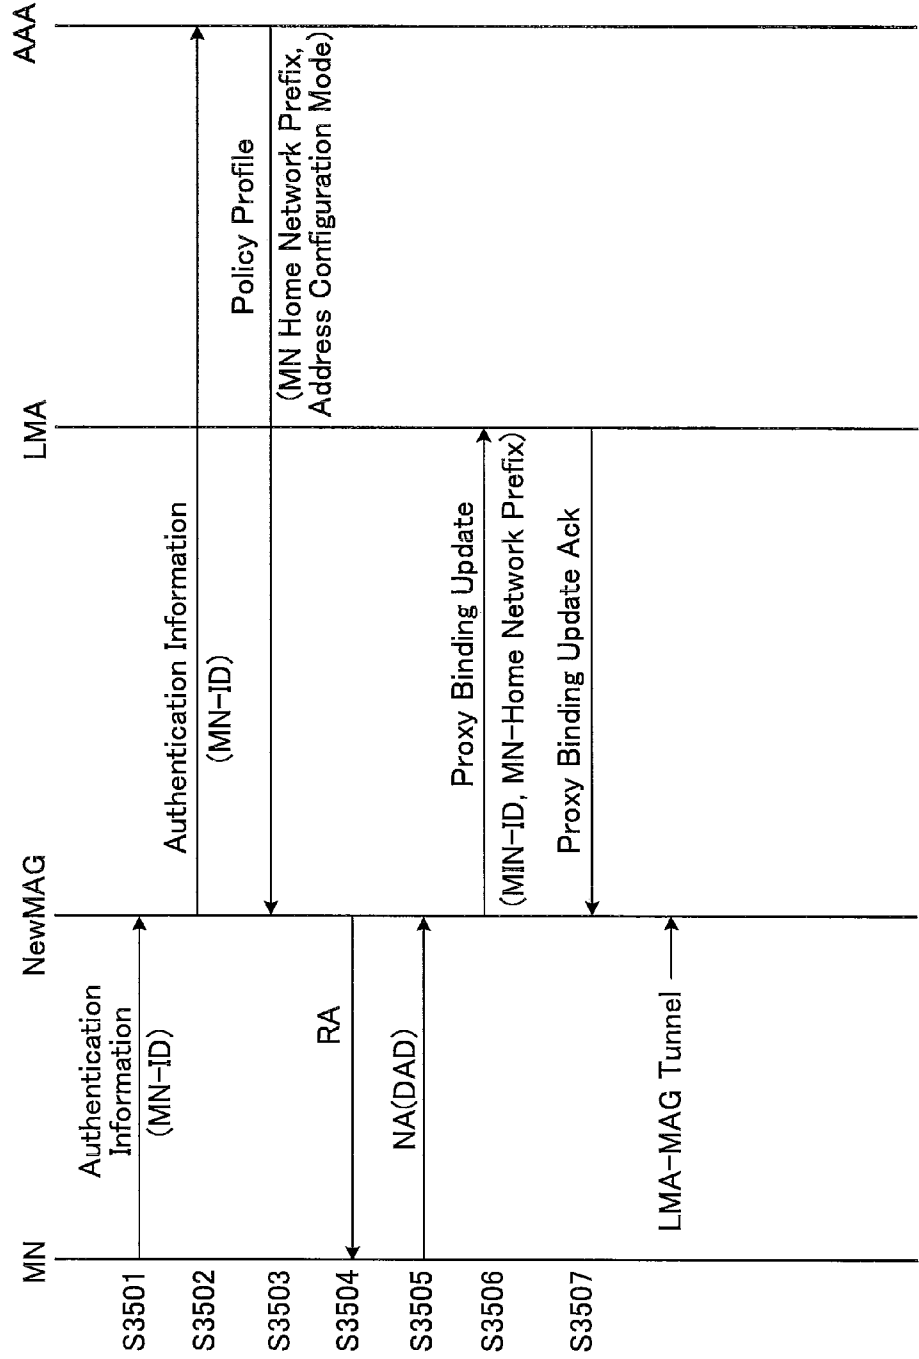 MN
NewMAG
LMA
AAA
S3501
Authentication
Information
(MN-ID)
S3502
Authentication Information
(MN-ID)
S3503
Policy Profile
(MN Home Network Prefix,
Address Configuration Mode)
S3504
RA
S3505
NA(DAD)
S3506
Proxy Binding Update
(MIN-ID, MN-Home Network Prefix)
S3507
Proxy Binding Update Ack
LMA-MAG Tunnel